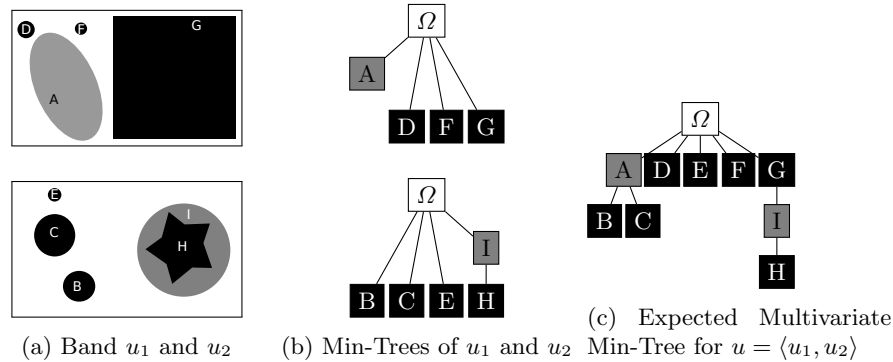 D F G
A
E
C I
H
B
Ω
A
D F G
Ω
I
B C E H
Ω
A D E F G
B C I
H
(a) Band u₁ and u₂
(b) Min-Trees of u₁ and u₂
(c) Expected Multivariate
Min-Tree for u = ⟨u₁, u₂⟩